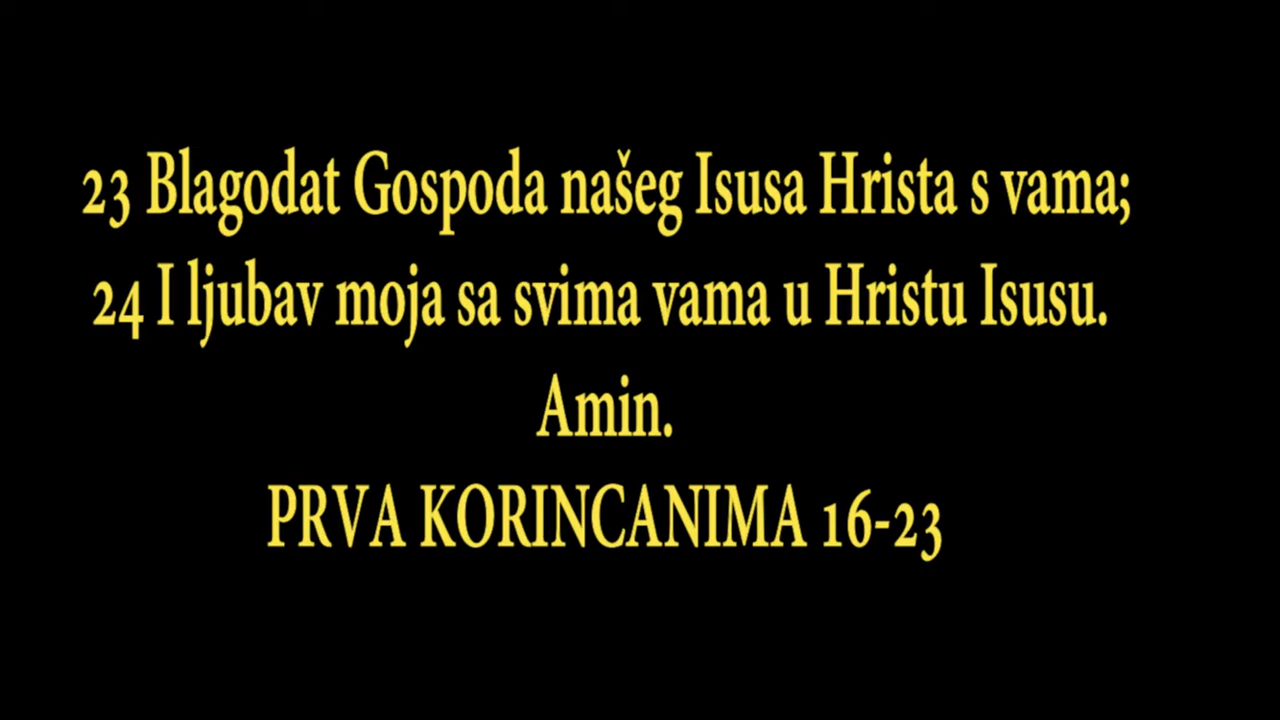 23 Blagodat Gospoda našeg Isusa Hrista s vama;
24 I ljubav moja sa svima vama u Hristu Isusu.
Amin.
PRVA KORINCANIMA 16-23